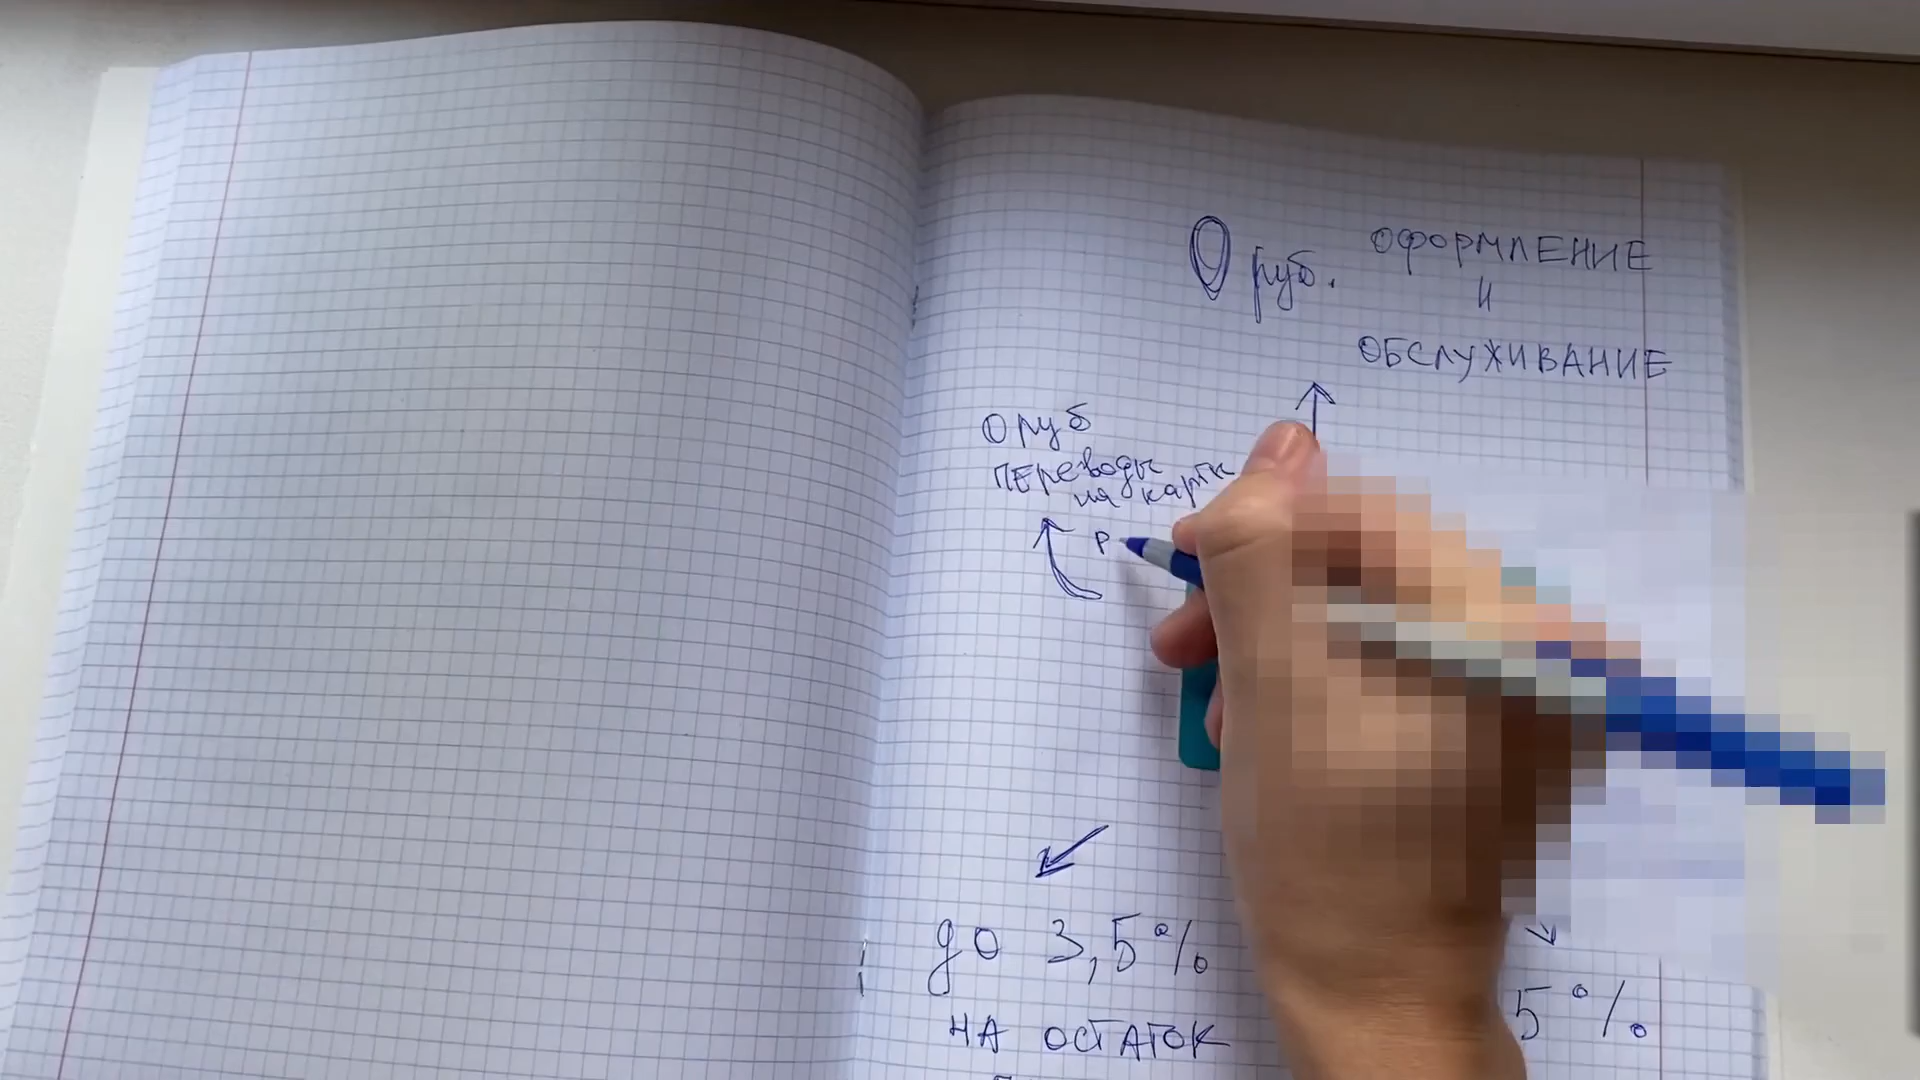 0 руб. ОФОРМЛЕНИЕ
И
ОБСЛУЖИВАНИЕ
0 руб
ПЕРеводы
на карты
Р
до 3,5%
НА ОСТАТОК
5%